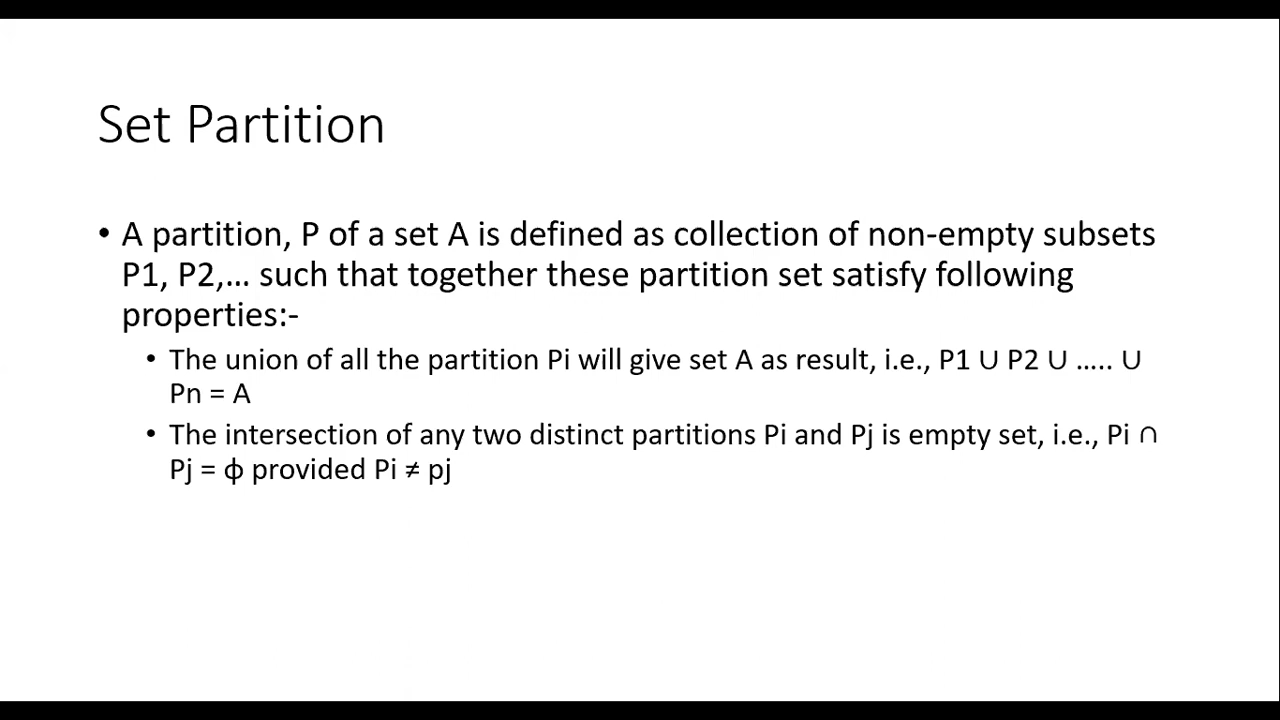 Set Partition
• A partition, P of a set A is defined as collection of non-empty subsets
P1, P2,... such that together these partition set satisfy following
properties:-
• The union of all the partition Pi will give set A as result, i.e., P1 ∪ P2 ∪ ..... ∪
Pn = A
• The intersection of any two distinct partitions Pi and Pj is empty set, i.e., Pi ∩
Pj = ф provided Pi ≠ pj